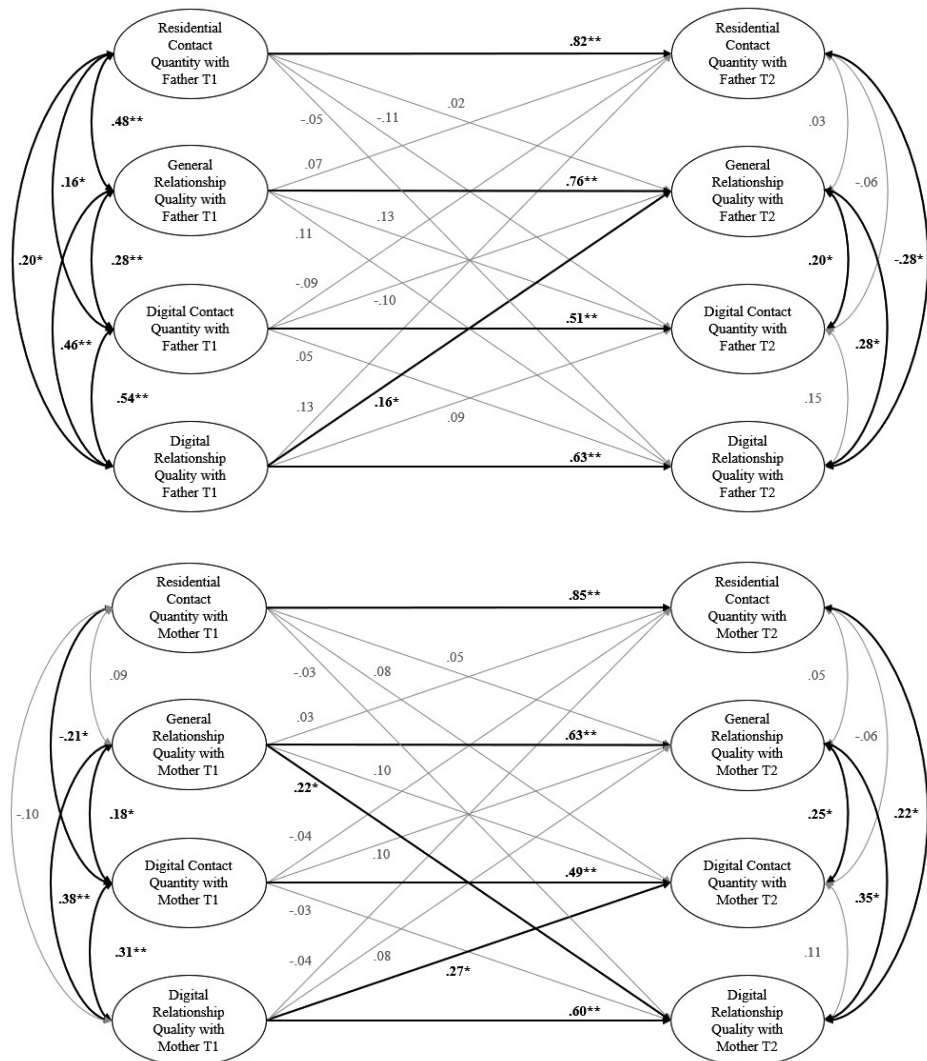 Residential
Contact
Quantity with
Father T1
Residential
Contact
Quantity with
Father T2
.82**
.02
.48**
-.05
-.11
.03
General
Relationship
Quality with
Father T1
General
Relationship
Quality with
Father T2
.16*
.07
.76**
-.06
.13
.11
.20*
.28**
.20*
-.28*
-.09
-.10
Digital Contact
Quantity with
Father T1
Digital Contact
Quantity with
Father T2
.51**
.46**
.05
.28*
.54**
.16*
.15
.13
.09
Digital
Relationship
Quality with
Father T1
Digital
Relationship
Quality with
Father T2
.63**
Residential
Contact
Quantity with
Mother T1
Residential
Contact
Quantity with
Mother T2
.85**
.05
.09
-.03
.08
.05
General
Relationship
Quality with
Mother T1
General
Relationship
Quality with
Mother T2
-.21*
.03
.63**
-.06
.10
.22*
-.10
.18*
.25*
.22*
-.04
.10
Digital Contact
Quantity with
Mother T1
Digital Contact
Quantity with
Mother T2
.49**
.38**
-.03
.35*
.31**
.08
.11
-.04
.27*
Digital
Relationship
Quality with
Mother T1
Digital
Relationship
Quality with
Mother T2
.60**